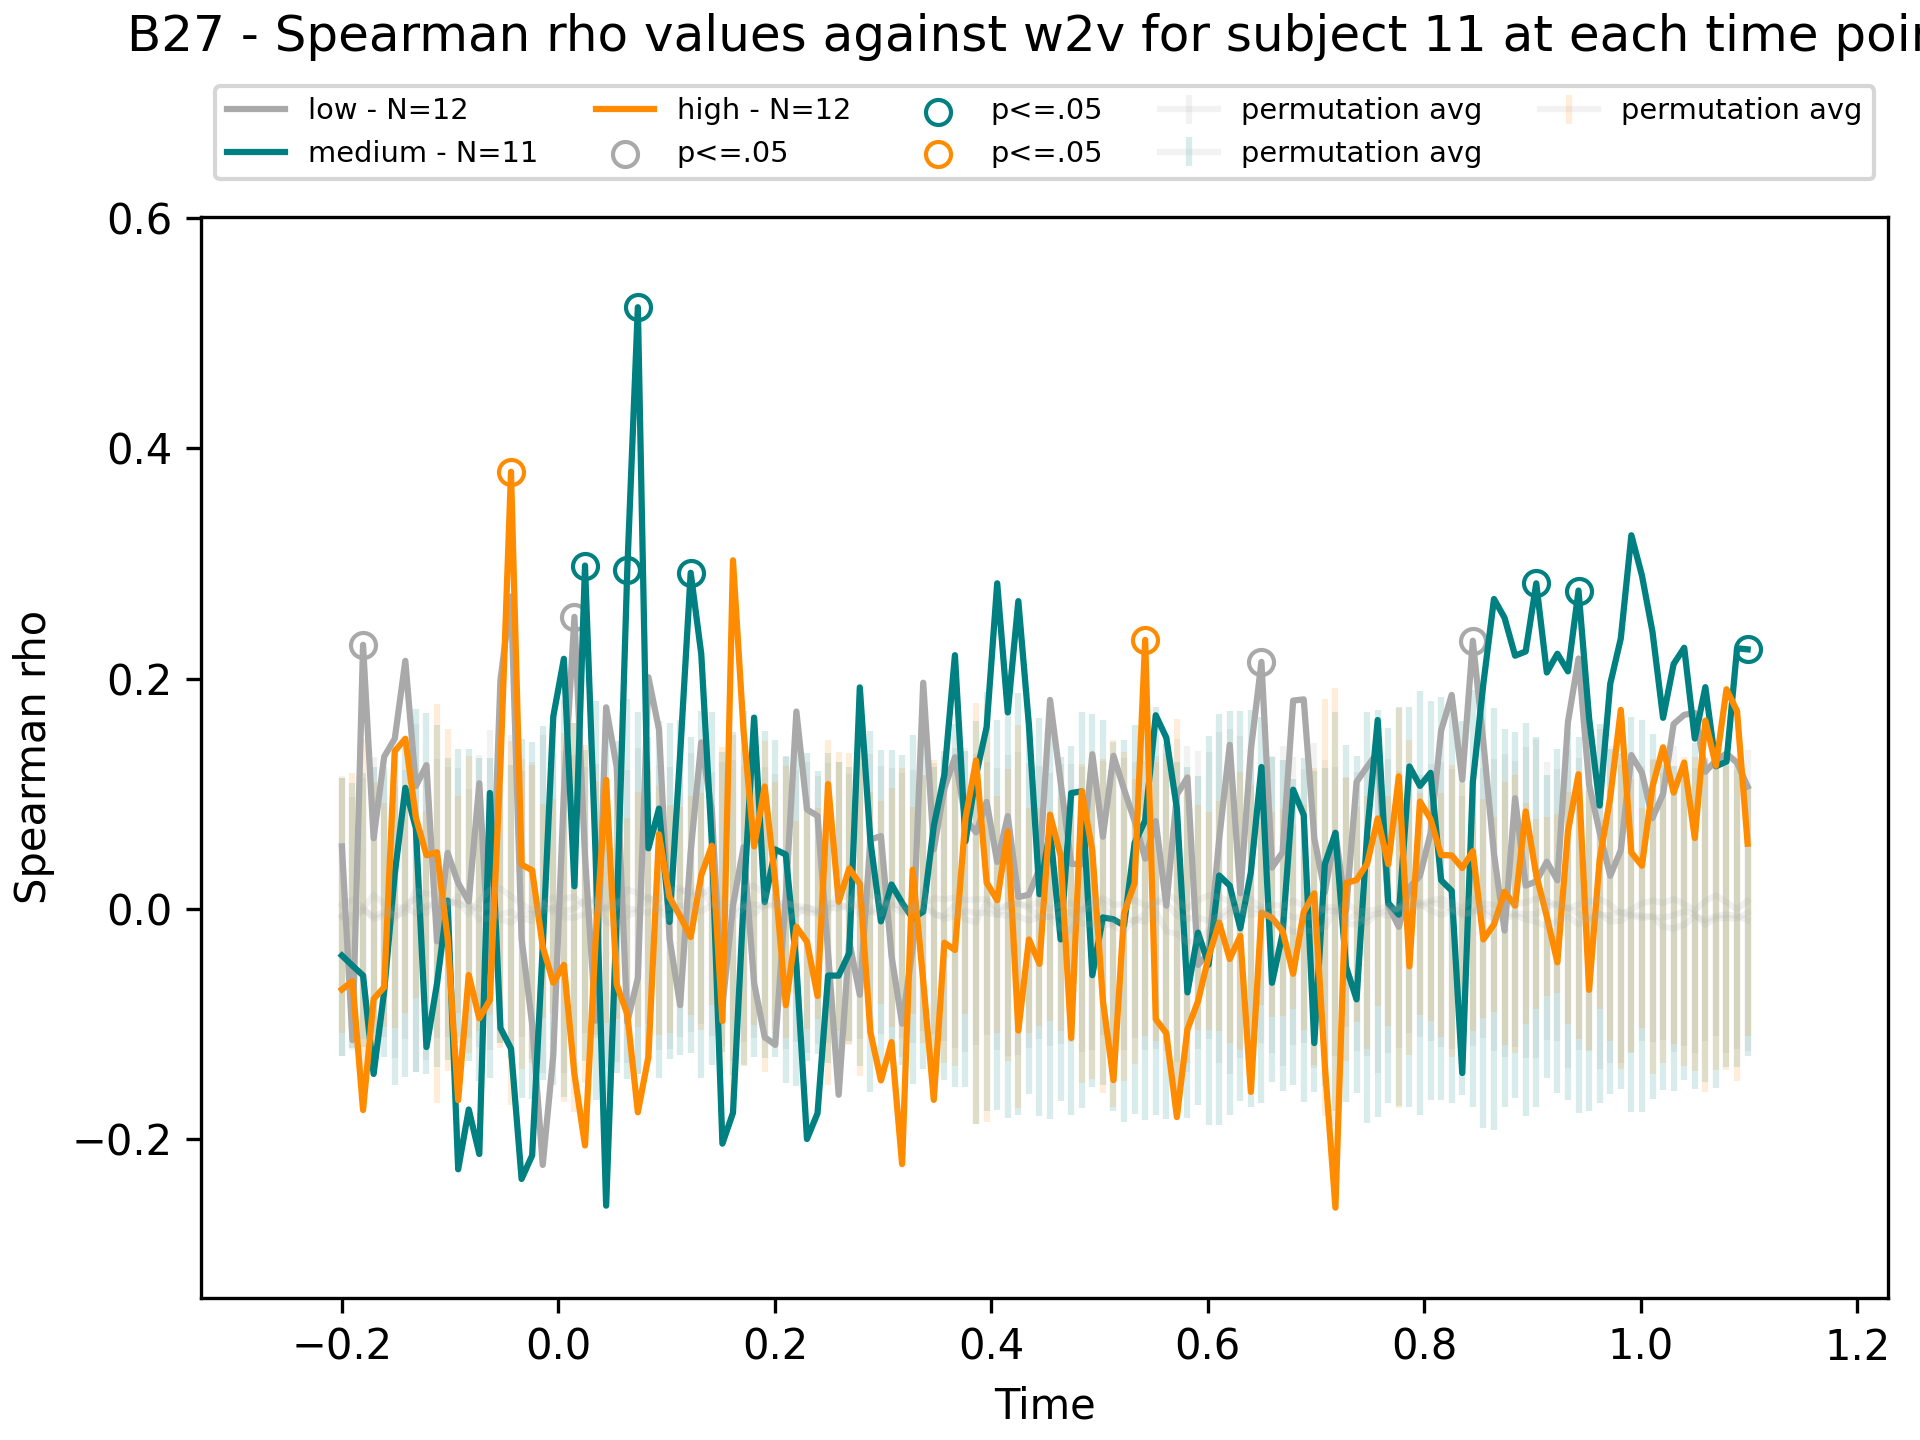 B27 - Spearman rho values against w2v for subject 11 at each time poi
low - N=12
medium - N=11
high - N=12
p<=.05
p<=.05
p<=.05
permutation avg
permutation avg
permutation avg
0.6
0.4
0.2
0.0
−0.2
Spearman rho
−0.2 0.0 0.2 0.4 0.6 0.8 1.0 1.2
Time